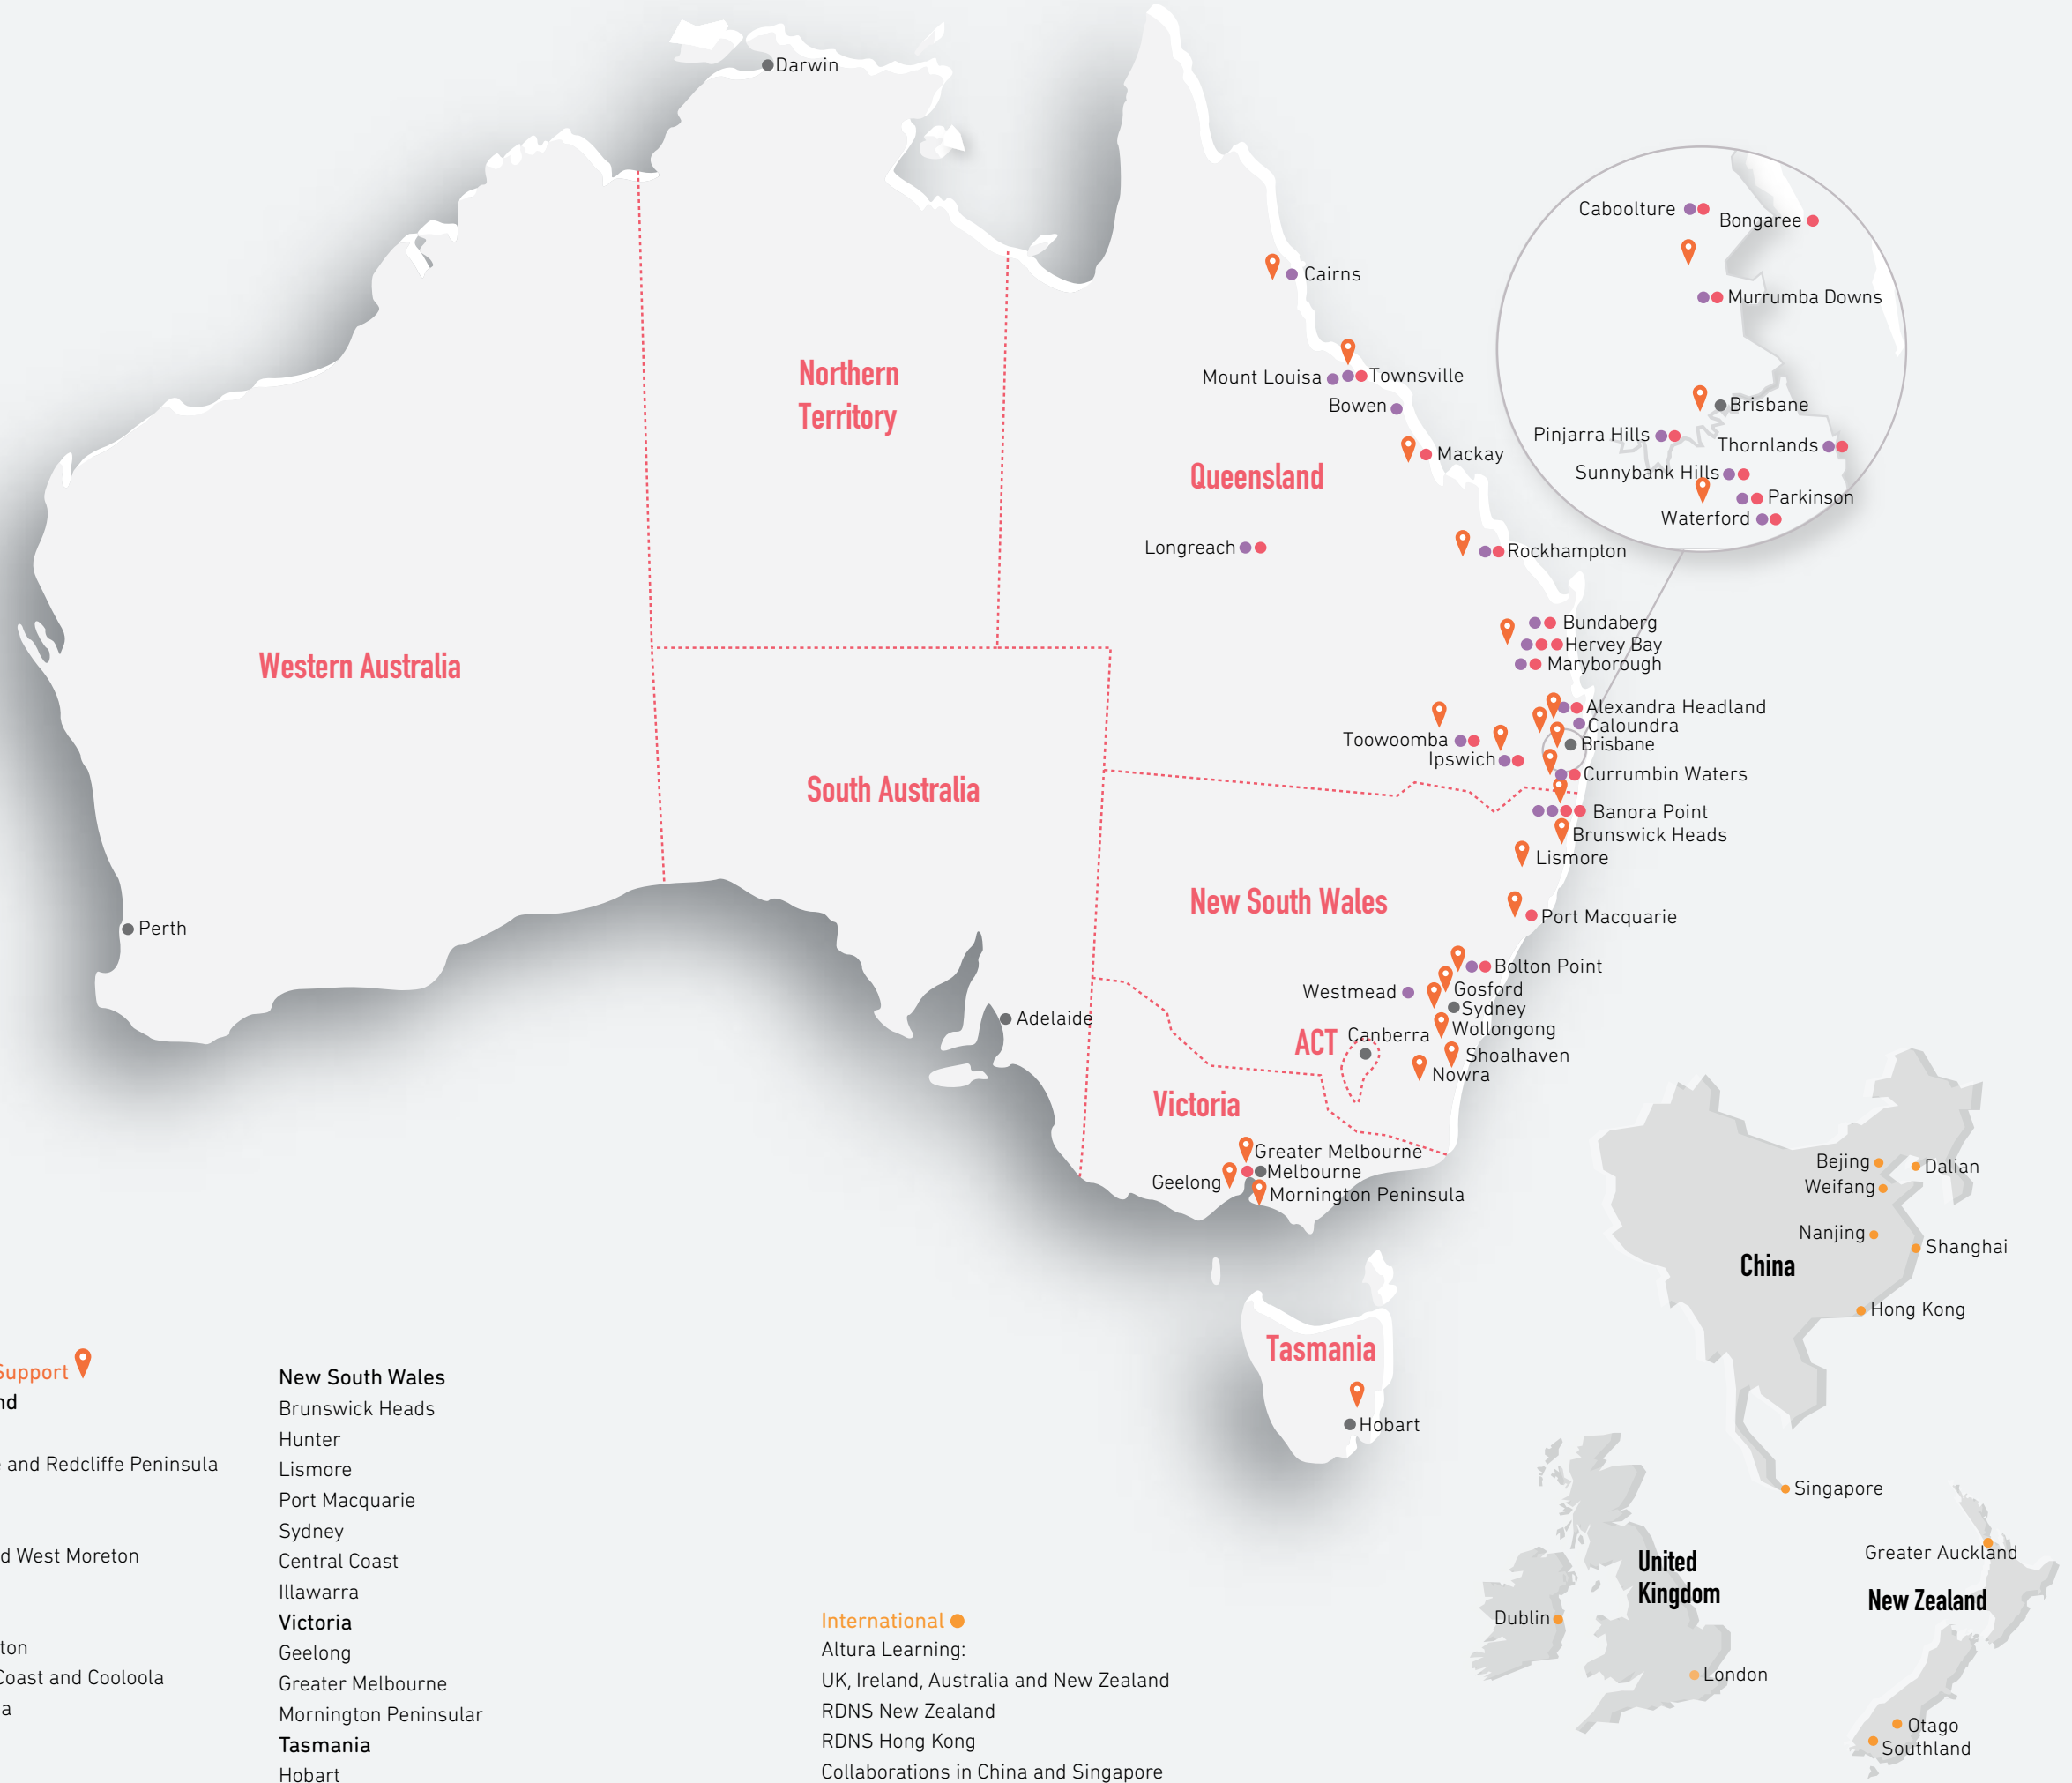 Darwin
Northern
Territory
Queensland
Western Australia
South Australia
New South Wales
ACT
Victoria
Tasmania
Perth
Adelaide
Cairns
Mount Louisa
Townsville
Bowen
Mackay
Longreach
Rockhampton
Bundaberg
Hervey Bay
Maryborough
Alexandra Headland
Caloundra
Toowoomba
Brisbane
Ipswich
Currumbin Waters
Banora Point
Brunswick Heads
Lismore
Port Macquarie
Bolton Point
Westmead
Gosford
Sydney
Wollongong
Canberra
Shoalhaven
Nowra
Greater Melbourne
Melbourne
Geelong
Mornington Peninsula
Hobart
Caboolture
Bongaree
Murrumba Downs
Brisbane
Pinjarra Hills
Thornlands
Sunnybank Hills
Parkinson
Waterford
Bejing
Dalian
Weifang
Nanjing
Shanghai
China
Hong Kong
Singapore
United
Kingdom
Dublin
London
Greater Auckland
New Zealand
Otago
Southland
Support
nd
and Redcliffe Peninsula
d West Moreton
ton
Coast and Cooloola
a
New South Wales
Brunswick Heads
Hunter
Lismore
Port Macquarie
Sydney
Central Coast
Illawarra
Victoria
Geelong
Greater Melbourne
Mornington Peninsular
Tasmania
Hobart
International
Altura Learning:
UK, Ireland, Australia and New Zealand
RDNS New Zealand
RDNS Hong Kong
Collaborations in China and Singapore